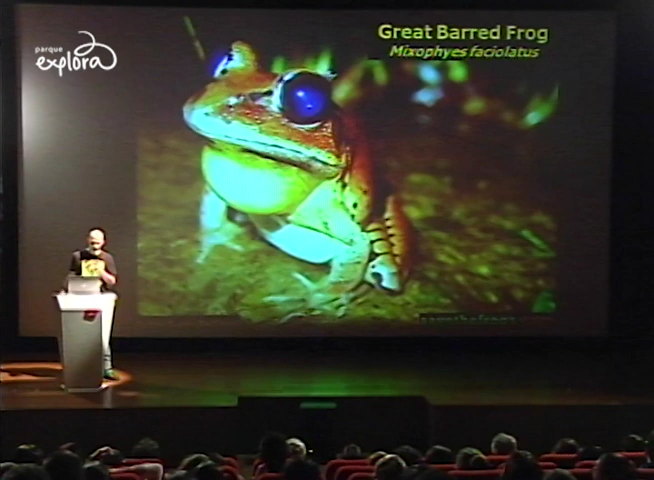 parque
explora
Great Barred Frog
Mixophyes faciolatus